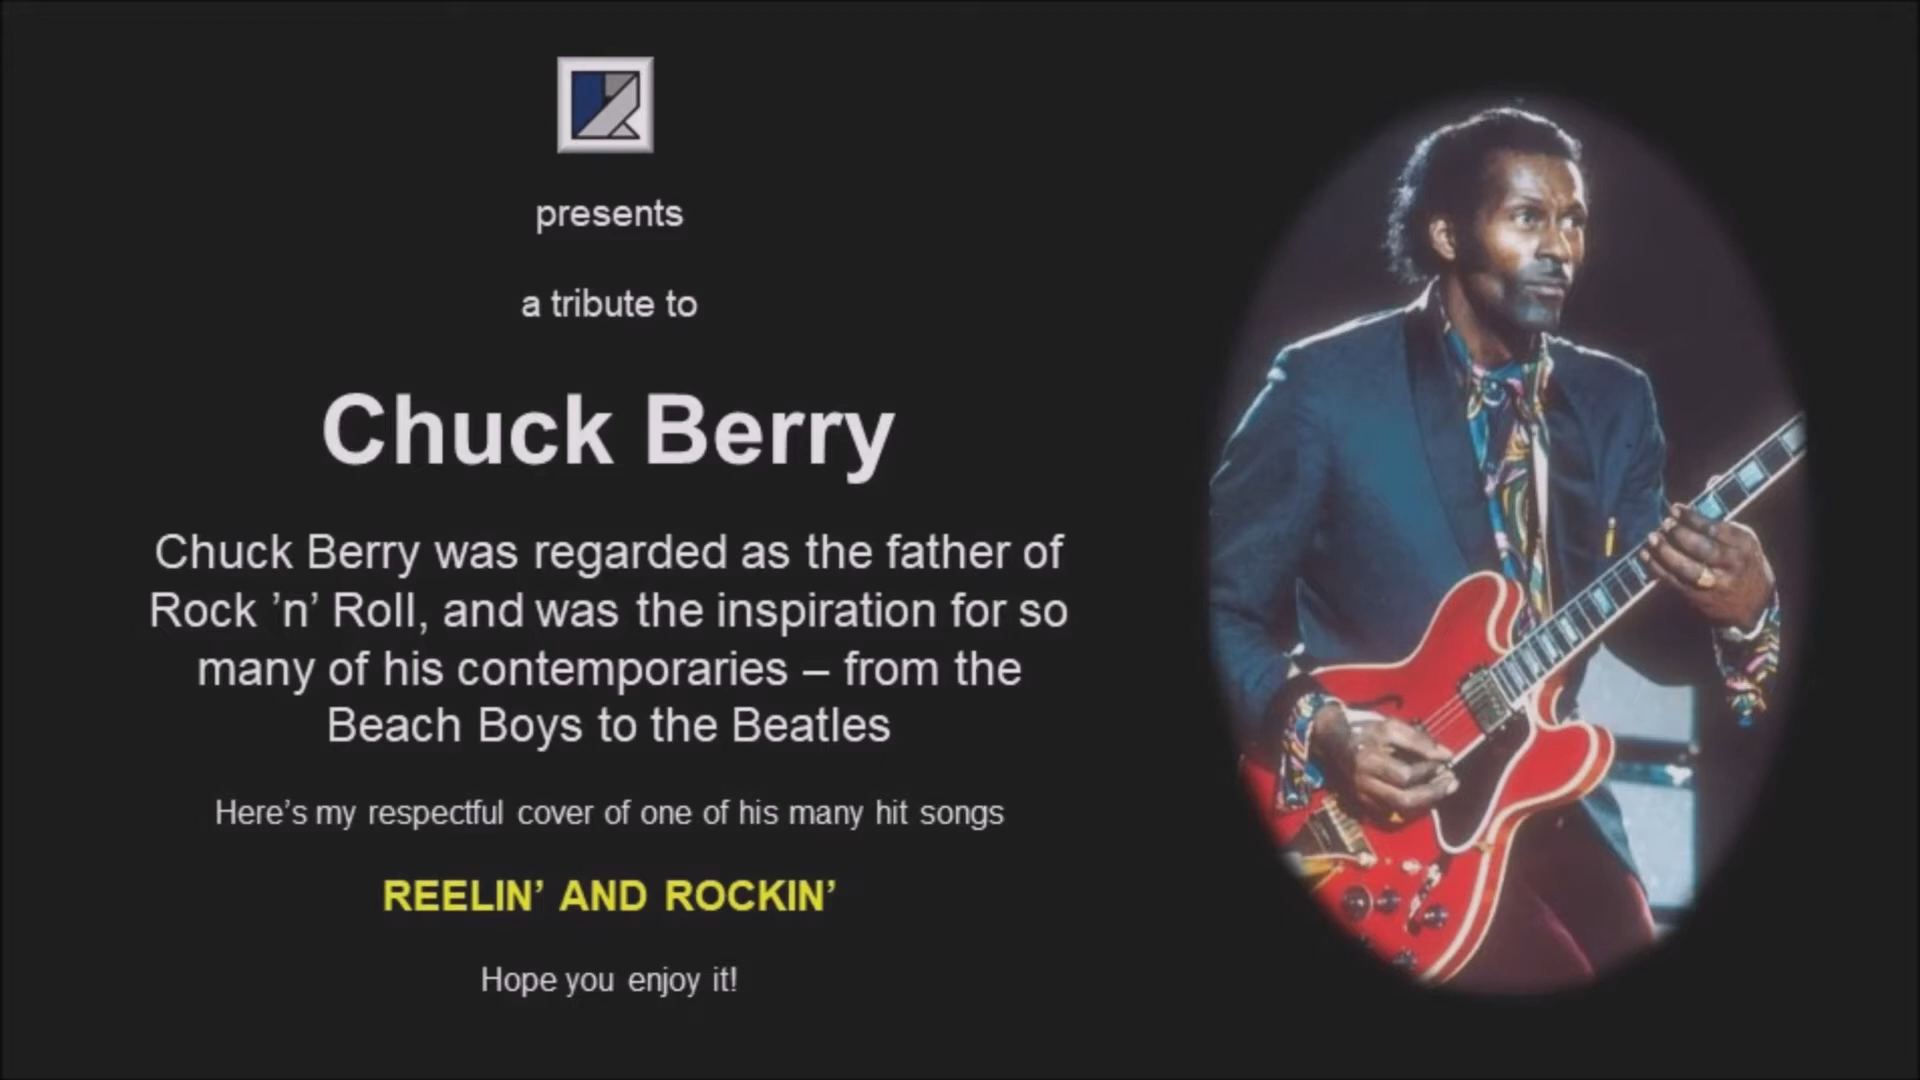 presents
a tribute to
Chuck Berry
Chuck Berry was regarded as the father of
Rock ’n’ Roll, and was the inspiration for so
many of his contemporaries – from the
Beach Boys to the Beatles
Here’s my respectful cover of one of his many hit songs
REELIN’ AND ROCKIN’
Hope you enjoy it!